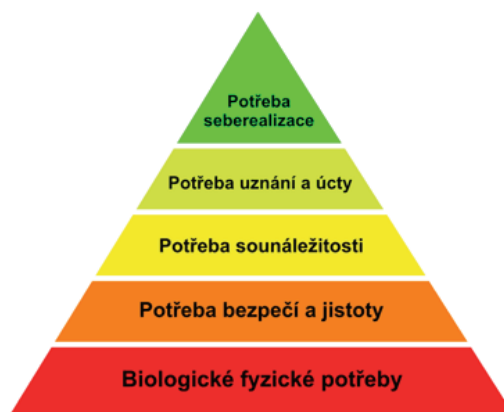 Potřeba
seberealizace
Potřeba uznání a úcty
Potřeba sounáležitosti
Potřeba bezpečí a jistoty
Biologické fyzické potřeby